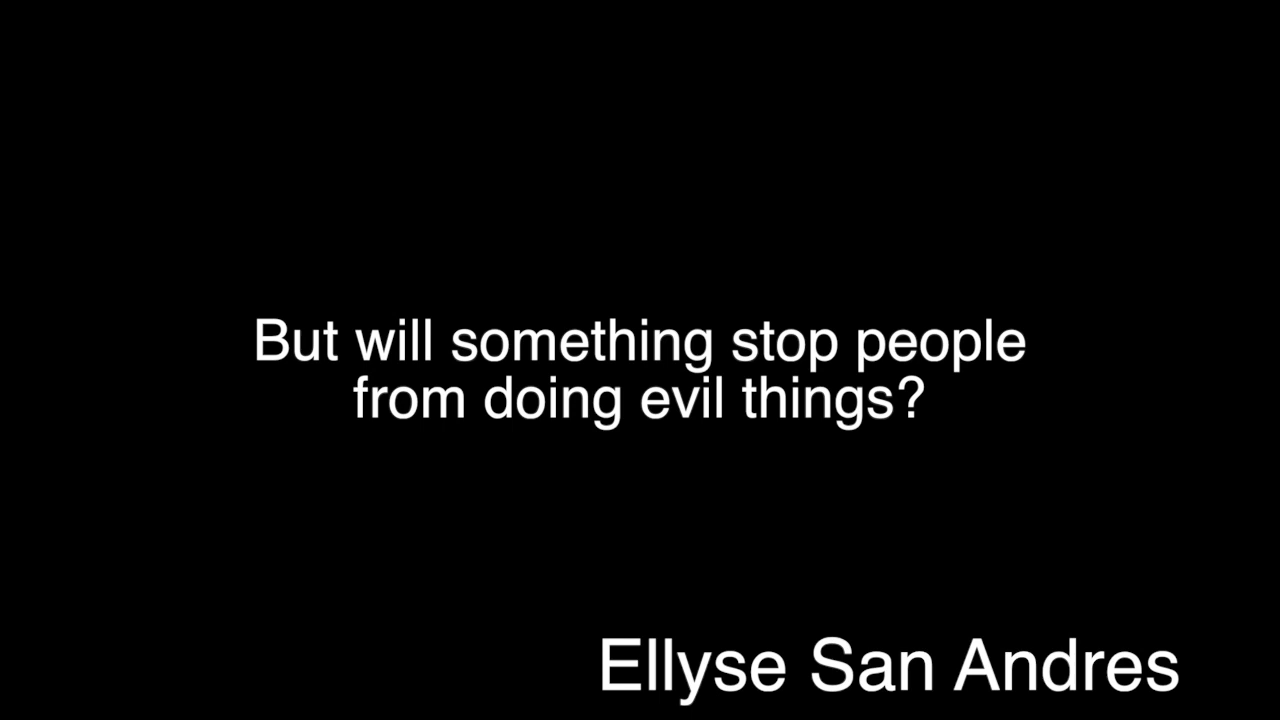 But will something stop people
from doing evil things?
Ellyse San Andres